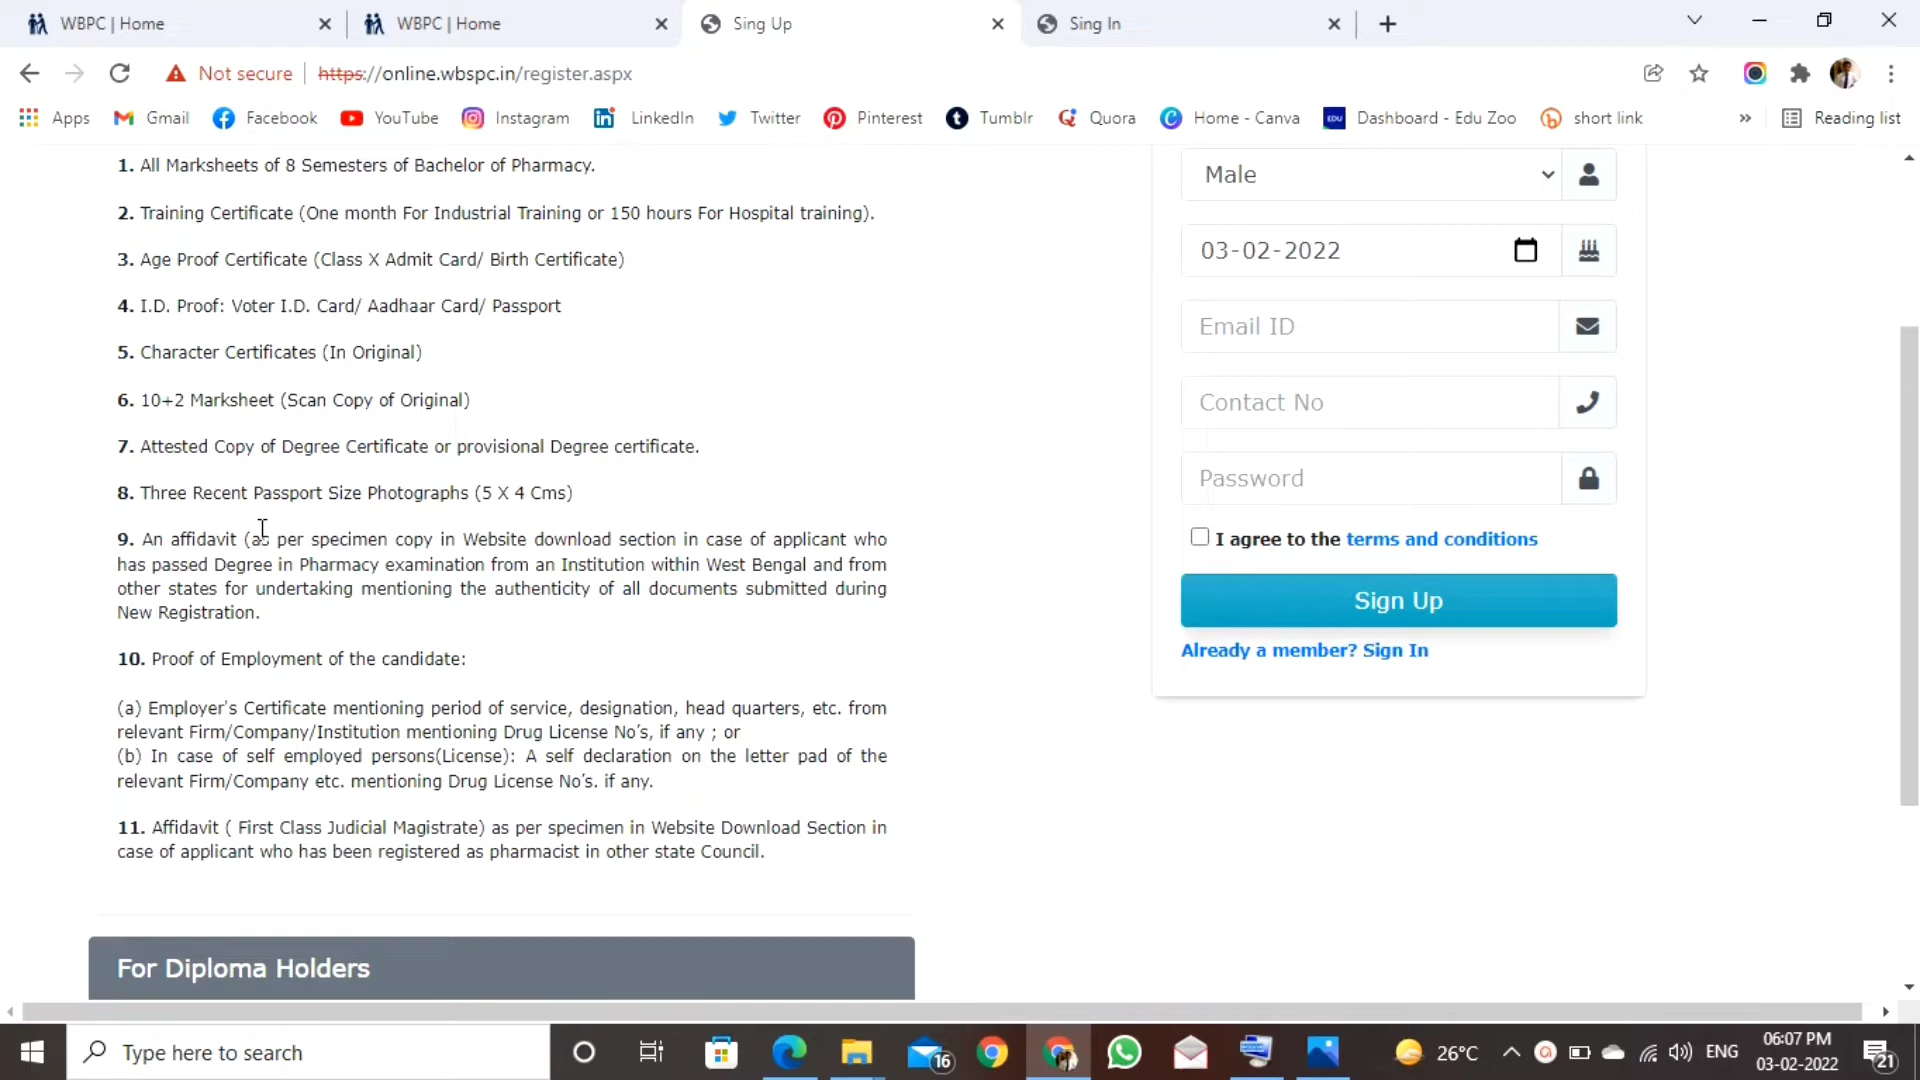 WBPC | Home
WBPC | Home
Sing Up
Sing In
Not secure
https://online.wbspc.in/register.aspx
Apps
Gmail
Facebook
YouTube
Instagram
LinkedIn
Twitter
Pinterest
Tumblr
Quora
Home - Canva
EDU
Dashboard - Edu Zoo
short link
»
Reading list
1. All Marksheets of 8 Semesters of Bachelor of Pharmacy.
2. Training Certificate (One month For Industrial Training or 150 hours For Hospital training).
3. Age Proof Certificate (Class X Admit Card/ Birth Certificate)
4. I.D. Proof: Voter I.D. Card/ Aadhaar Card/ Passport
5. Character Certificates (In Original)
6. 10+2 Marksheet (Scan Copy of Original)
7. Attested Copy of Degree Certificate or provisional Degree certificate.
8. Three Recent Passport Size Photographs (5 X 4 Cms)
9. An affidavit (as per specimen copy in Website download section in case of applicant who
has passed Degree in Pharmacy examination from an Institution within West Bengal and from
other states for undertaking mentioning the authenticity of all documents submitted during
New Registration.
10. Proof of Employment of the candidate:
(a) Employer's Certificate mentioning period of service, designation, head quarters, etc. from
relevant Firm/Company/Institution mentioning Drug License No's, if any ; or
(b) In case of self employed persons(License): A self declaration on the letter pad of the
relevant Firm/Company etc. mentioning Drug License No's. if any.
11. Affidavit ( First Class Judicial Magistrate) as per specimen in Website Download Section in
case of applicant who has been registered as pharmacist in other state Council.
For Diploma Holders
Male
03-02-2022
Email ID
Contact No
Password
I agree to the terms and conditions
Sign Up
Already a member? Sign In
Type here to search
16
26°C
ENG
06:07 PM
03-02-2022
21